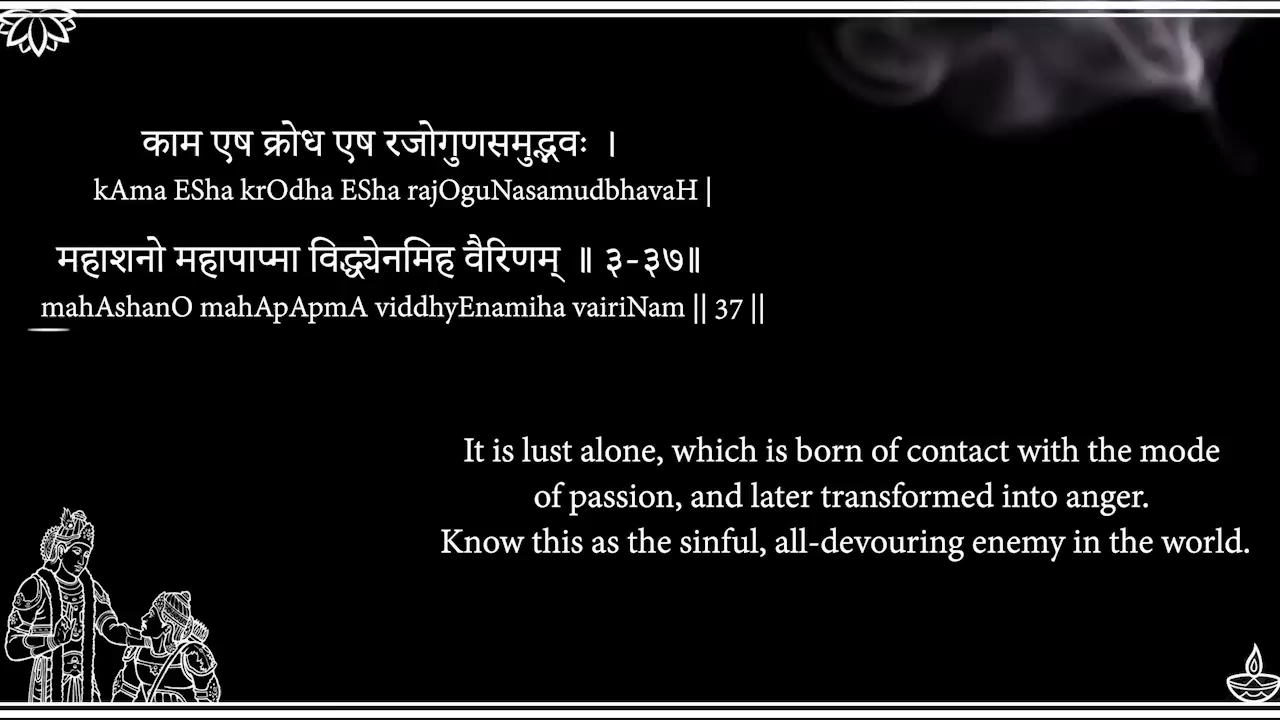 काम एष क्रोध एष रजोगुणसमुद्भवः ।
kAma ESha krOdha ESha rajOguNasamudbhavaH |
महाशनो महापाप्मा विद्ध्येनमिह वैरिणम् ॥ ३-३७॥
mahAshanO mahApApmA viddhyEnamiha vairiNam || 37 ||
It is lust alone, which is born of contact with the mode
of passion, and later transformed into anger.
Know this as the sinful, all-devouring enemy in the world.